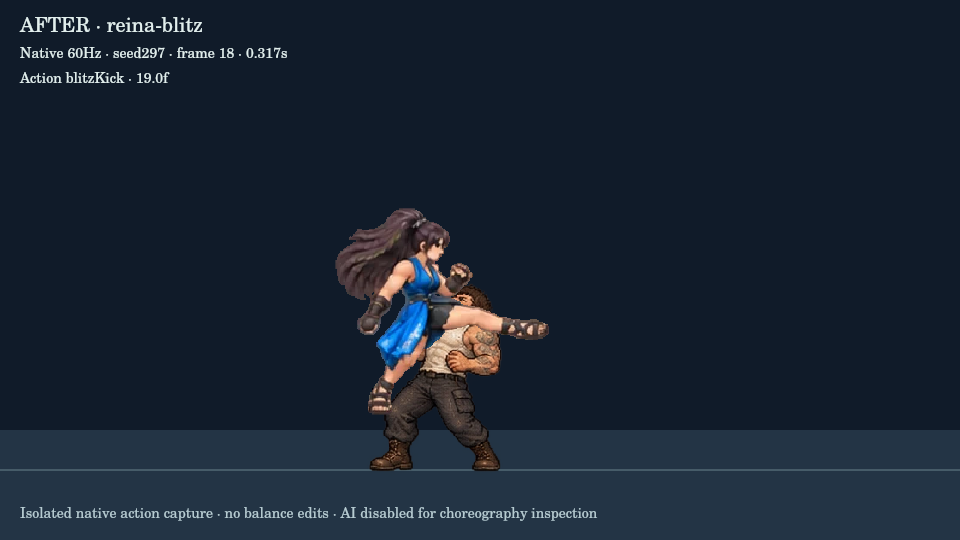 AFTER · reina-blitz
Native 60Hz · seed297 · frame 18 · 0.317s
Action blitzKick · 19.0f
Isolated native action capture · no balance edits · AI disabled for choreography inspection